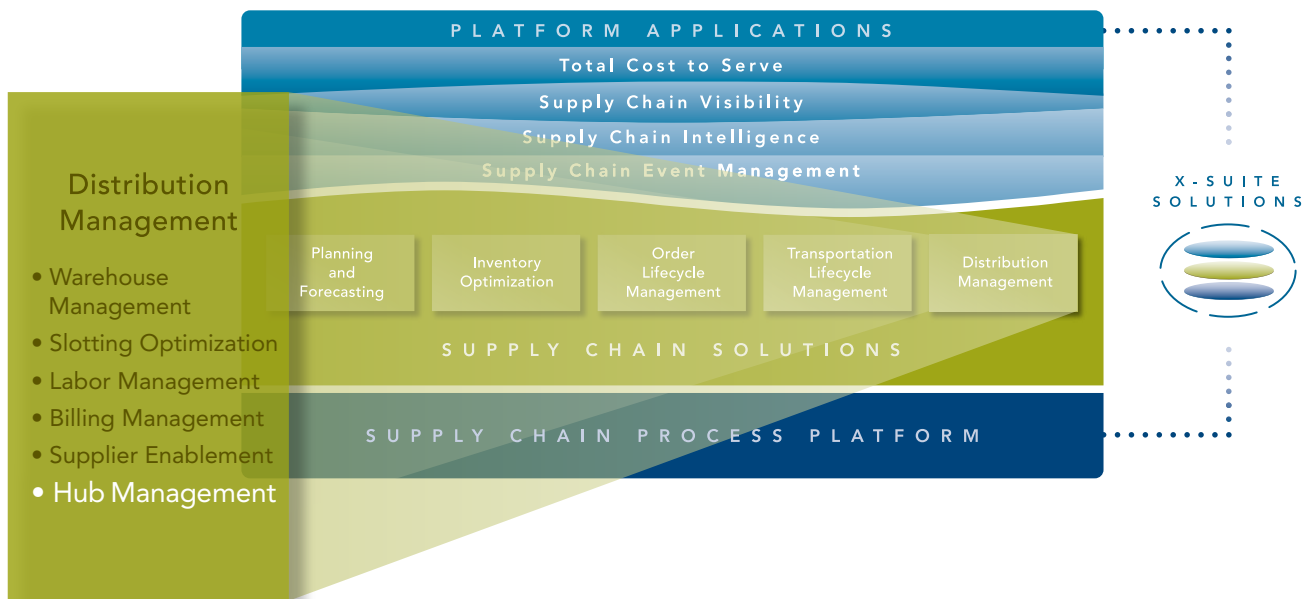 PLATFORM APPLICATIONS
Total Cost to Serve
Supply Chain Visibility
Supply Chain Intelligence
Supply Chain Event Management
Distribution
Management
• Warehouse
Management
• Slotting Optimization
• Labor Management
• Billing Management
• Supplier Enablement
• Hub Management
Planning
and
Forecasting
Inventory
Optimization
Order
Lifecycle
Management
Transportation
Lifecycle
Management
Distribution
Management
SUPPLY CHAIN SOLUTIONS
SUPPLY CHAIN PROCESS PLATFORM
X-SUITE
SOLUTIONS